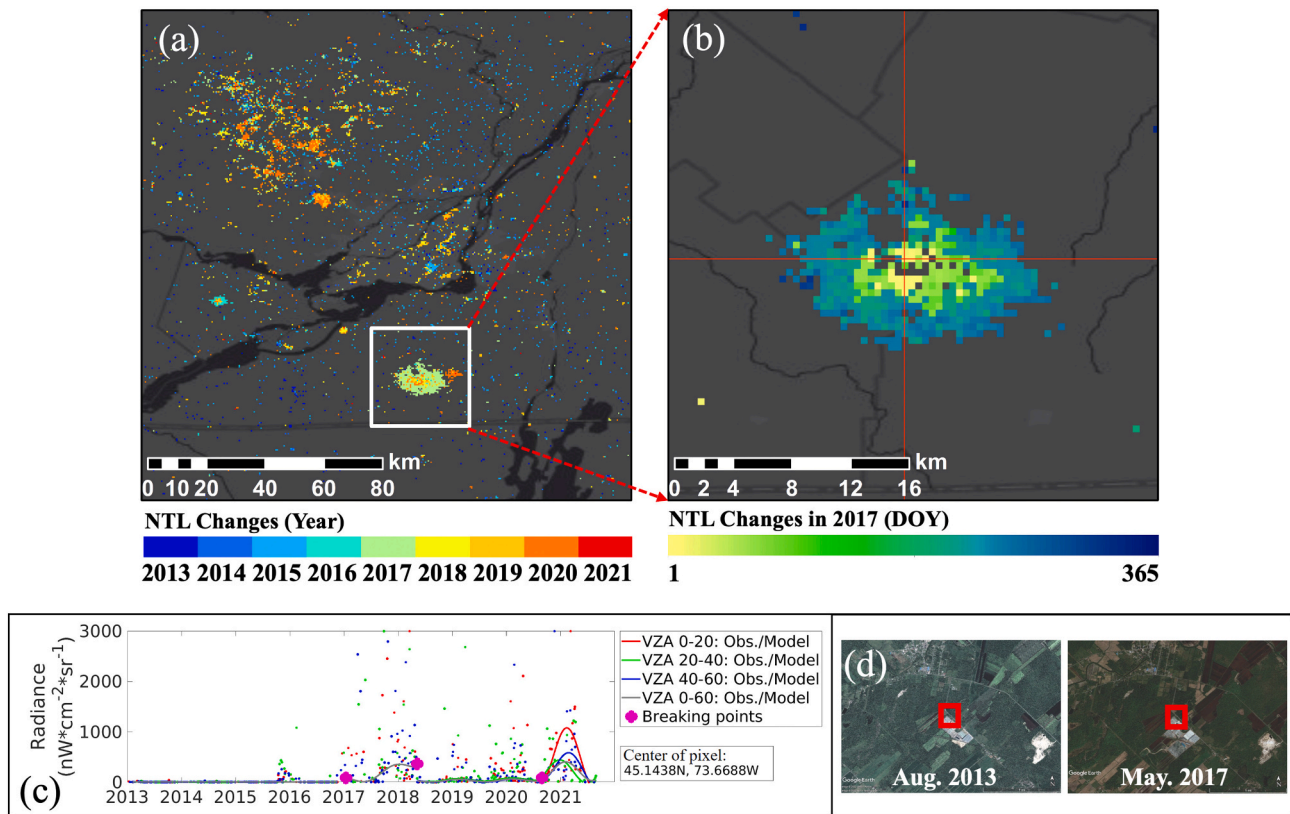 (a)
km
0 10 20 40 60 80
NTL Changes (Year)
2013 2014 2015 2016 2017 2018 2019 2020 2021
(b)
km
0 2 4 8 12 16
NTL Changes in 2017 (DOY)
1 365
(c)
Radiance
(nW*cm-2*sr-1)
3000
2000
1000
0
2013 2014 2015 2016 2017 2018 2019 2020 2021
VZA 0-20: Obs./Model
VZA 20-40: Obs./Model
VZA 40-60: Obs./Model
VZA 0-60: Obs./Model
Breaking points
Center of pixel:
45.1438N, 73.6688W
(d)
Google Earth
Aug. 2013
Google Earth
May. 2017